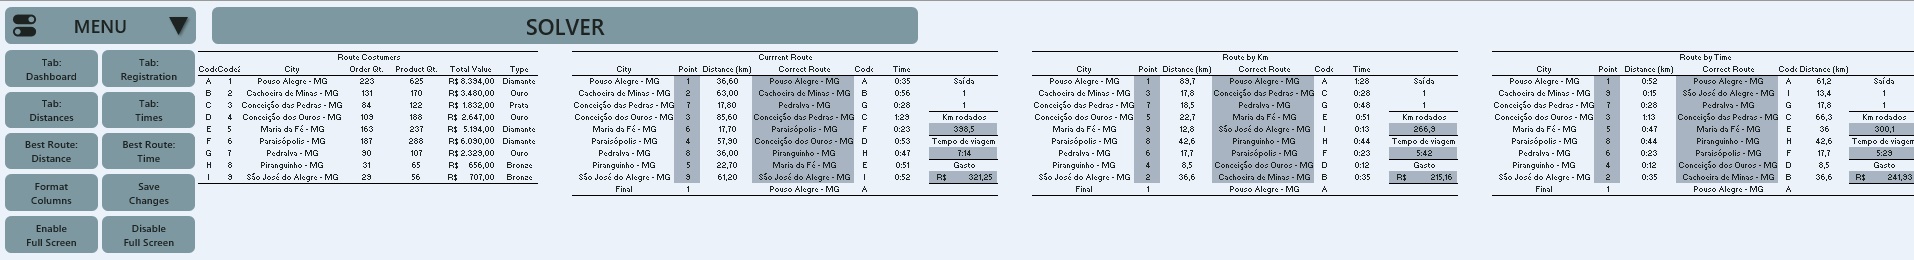 MENU
SOLVER
Tab:
Dashboard
Tab:
Registration
Tab:
Distances
Tab:
Times
Best Route:
Distance
Best Route:
Time
Format
Columns
Save
Changes
Enable
Full Screen
Disable
Full Screen
Route Costumers
Code Code2 City Order Qt. Product Qt. Total Value Type
A 1 Pouso Alegre - MG 223 625 R$ 8.394,00 Diamante
B 2 Cachoeira de Minas - MG 131 170 R$ 3.480,00 Ouro
C 3 Conceição das Pedras - MG 84 122 R$ 1.832,00 Prata
D 4 Conceição dos Ouros - MG 109 188 R$ 2.647,00 Ouro
E 5 Maria da Fé - MG 163 237 R$ 5.194,00 Diamante
F 6 Paraisópolis - MG 187 288 R$ 6.090,00 Diamante
G 7 Pedralva - MG 90 107 R$ 2.329,00 Ouro
H 8 Piranguinho - MG 31 65 R$ 656,00 Bronze
I 9 São José do Alegre - MG 29 56 R$ 707,00 Bronze
Current Route
City Point Distance (km) Correct Route Code Time
Pouso Alegre - MG 1 36,60 Pouso Alegre - MG A 0:35 Saída
Cachoeira de Minas - MG 2 63,00 Cachoeira de Minas - MG B 0:56 1
Conceição das Pedras - MG 7 17,80 Pedralva - MG G 0:28 1
Conceição dos Ouros - MG 3 85,60 Conceição das Pedras - MG C 1:29 Km rodados
Maria da Fé - MG 6 17,70 Paraisópolis - MG F 0:23 398,5
Paraisópolis - MG 4 57,90 Conceição dos Ouros - MG D 0:53 Tempo de viagem
Pedralva - MG 8 36,00 Piranguinho - MG H 0:47 7:14
Piranguinho - MG 5 22,70 Maria da Fé - MG E 0:51 Gasto
São José do Alegre - MG 9 61,20 São José do Alegre - MG I 0:52 R$ 321,25
Final 1 Pouso Alegre - MG A
Route by Km
City Point Distance (km) Correct Route Code Time
Pouso Alegre - MG 1 89,7 Pouso Alegre - MG A 1:28 Saída
Cachoeira de Minas - MG 3 17,8 Conceição das Pedras - MG C 0:28 1
Conceição das Pedras - MG 7 18,5 Pedralva - MG G 0:48 1
Conceição dos Ouros - MG 5 22,7 Maria da Fé - MG E 0:51 Km rodados
Maria da Fé - MG 9 12,8 São José do Alegre - MG I 0:13 266,9
Paraisópolis - MG 8 42,6 Piranguinho - MG H 0:44 Tempo de viagem
Pedralva - MG 6 17,7 Paraisópolis - MG F 0:23 5:42
Piranguinho - MG 4 8,5 Conceição dos Ouros - MG D 0:12 Gasto
São José do Alegre - MG 2 36,6 Cachoeira de Minas - MG B 0:35 R$ 215,16
Final 1 Pouso Alegre - MG A
Route by Time
City Point Distance (km) Correct Route Code Distance (km)
Pouso Alegre - MG 1 0:52 Pouso Alegre - MG A 61,2 Saída
Cachoeira de Minas - MG 9 0:15 São José do Alegre - MG I 13,4 1
Conceição das Pedras - MG 7 0:28 Pedralva - MG G 17,8 1
Conceição dos Ouros - MG 3 1:13 Conceição das Pedras - MG C 66,3 Km rodados
Maria da Fé - MG 5 0:47 Maria da Fé - MG E 36 300,1
Paraisópolis - MG 8 0:44 Piranguinho - MG H 42,6 Tempo de viagem
Pedralva - MG 6 0:23 Paraisópolis - MG F 17,7 5:29
Piranguinho - MG 4 0:12 Conceição dos Ouros - MG D 8,5 Gasto
São José do Alegre - MG 2 0:35 Cachoeira de Minas - MG B 36,6 R$ 241,93
Final 1 Pouso Alegre - MG A